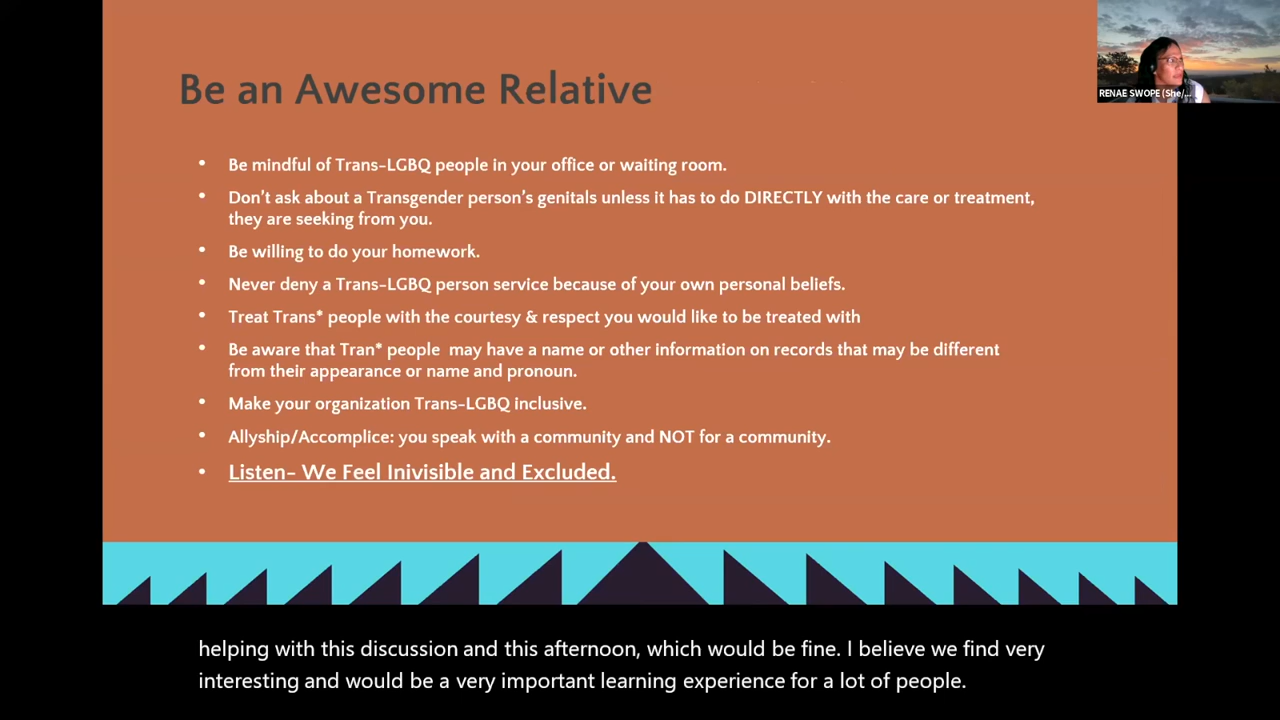 Be an Awesome Relative
RENAE SWOPE (She/...
• Be mindful of Trans-LGBQ people in your office or waiting room.
• Don't ask about a Transgender person's genitals unless it has to do DIRECTLY with the care or treatment,
they are seeking from you.
• Be willing to do your homework.
• Never deny a Trans-LGBQ person service because of your own personal beliefs.
• Treat Trans* people with the courtesy & respect you would like to be treated with
• Be aware that Tran* people may have a name or other information on records that may be different
from their appearance or name and pronoun.
• Make your organization Trans-LGBQ inclusive.
• Allyship/Accomplice: you speak with a community and NOT for a community.
• Listen- We Feel Inivisible and Excluded.
helping with this discussion and this afternoon, which would be fine. I believe we find very
interesting and would be a very important learning experience for a lot of people.